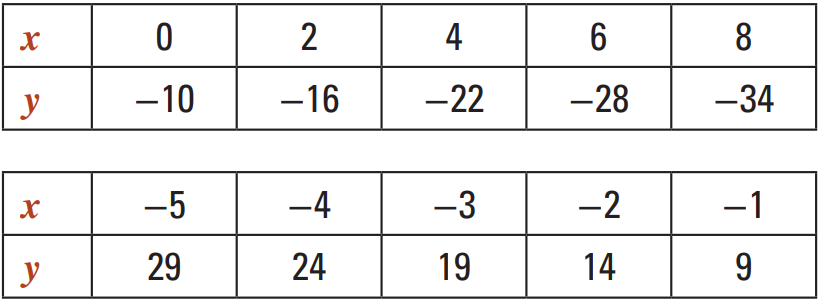 x 0 2 4 6 8
y –10 –16 –22 –28 –34
x –5 –4 –3 –2 –1
y 29 24 19 14 9